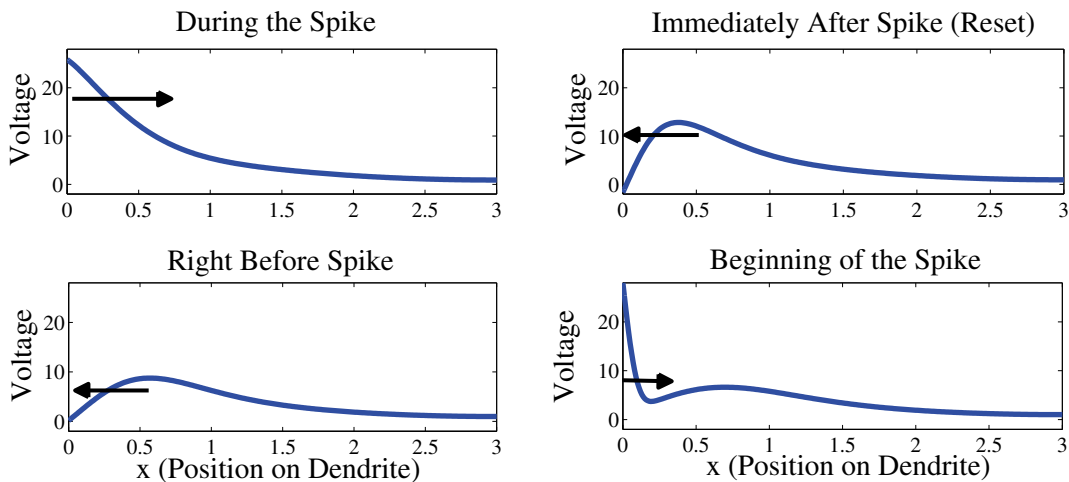 During the Spike
Voltage
20
10
0
0 0.5 1 1.5 2 2.5 3
Immediately After Spike (Reset)
Voltage
20
10
0
0 0.5 1 1.5 2 2.5 3
Right Before Spike
Voltage
20
10
0
0 0.5 1 1.5 2 2.5 3
x (Position on Dendrite)
Beginning of the Spike
Voltage
20
10
0
0 0.5 1 1.5 2 2.5 3
x (Position on Dendrite)